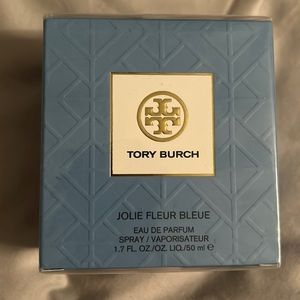 TORY BURCH
JOLIE FLEUR BLEUE
EAU DE PARFUM
SPRAY / VAPORISATEUR
1.7 FL. OZ./OZ. LIQ./50 ml e